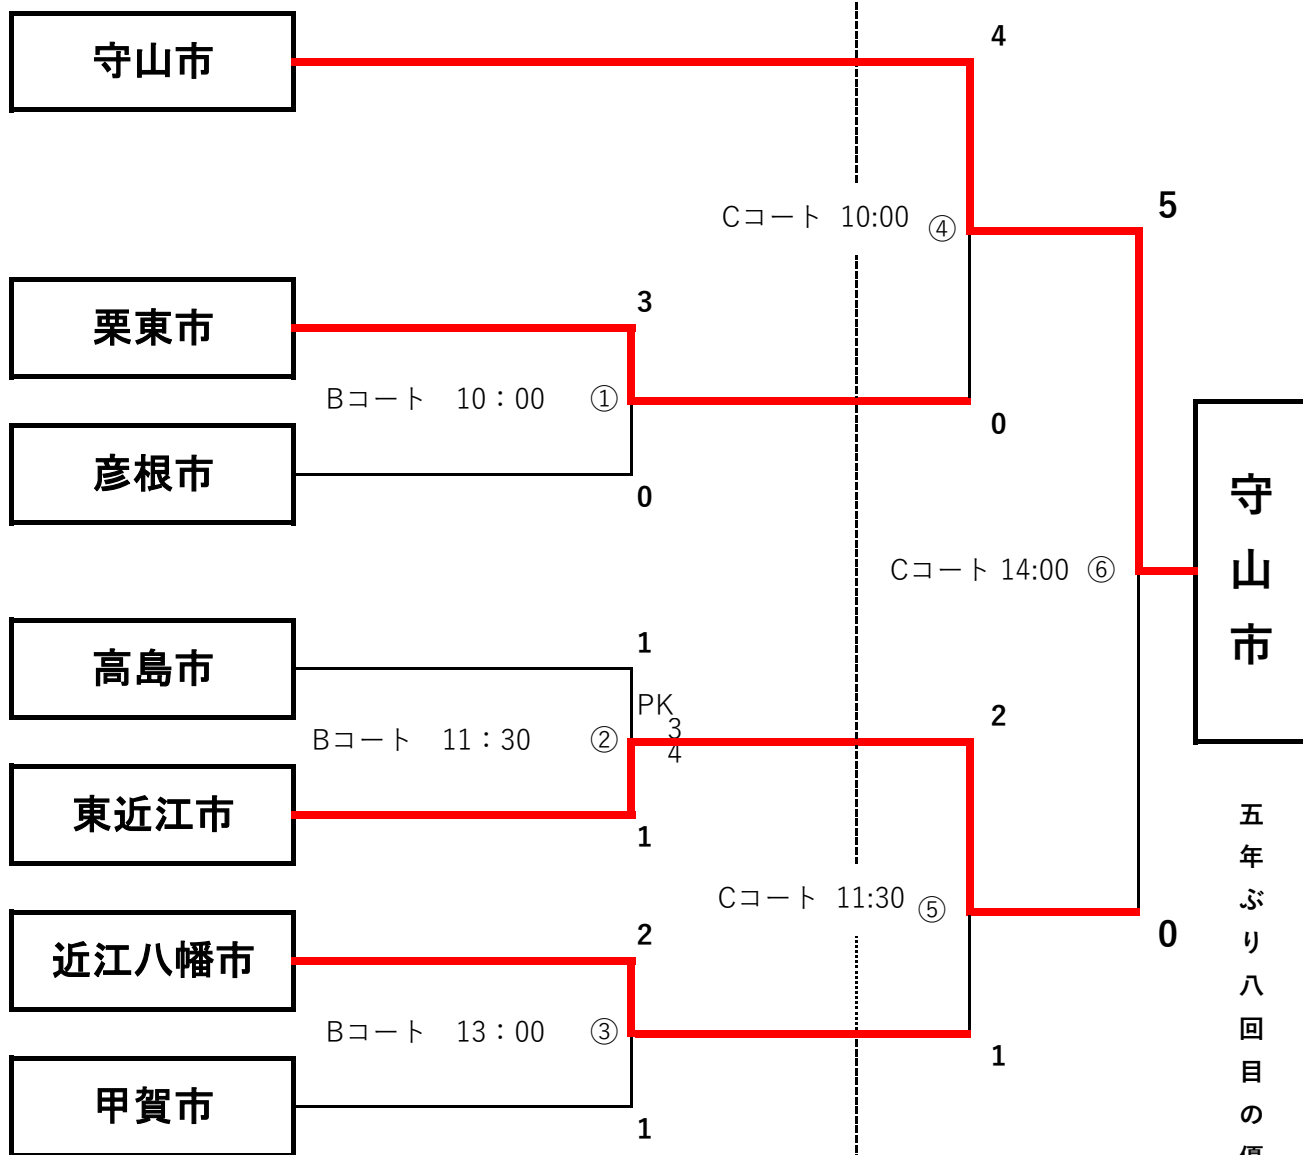 守山市
4
Cコート 10:00 ④
5
栗東市
3
Bコート 10：00 ①
0
彦根市
0
守山市
Cコート 14:00 ⑥
高島市
1
PK
3
4
Bコート 11：30 ②
2
東近江市
1
五年ぶり八回目の
Cコート 11:30 ⑤
近江八幡市
2
0
Bコート 13：00 ③
1
甲賀市
1